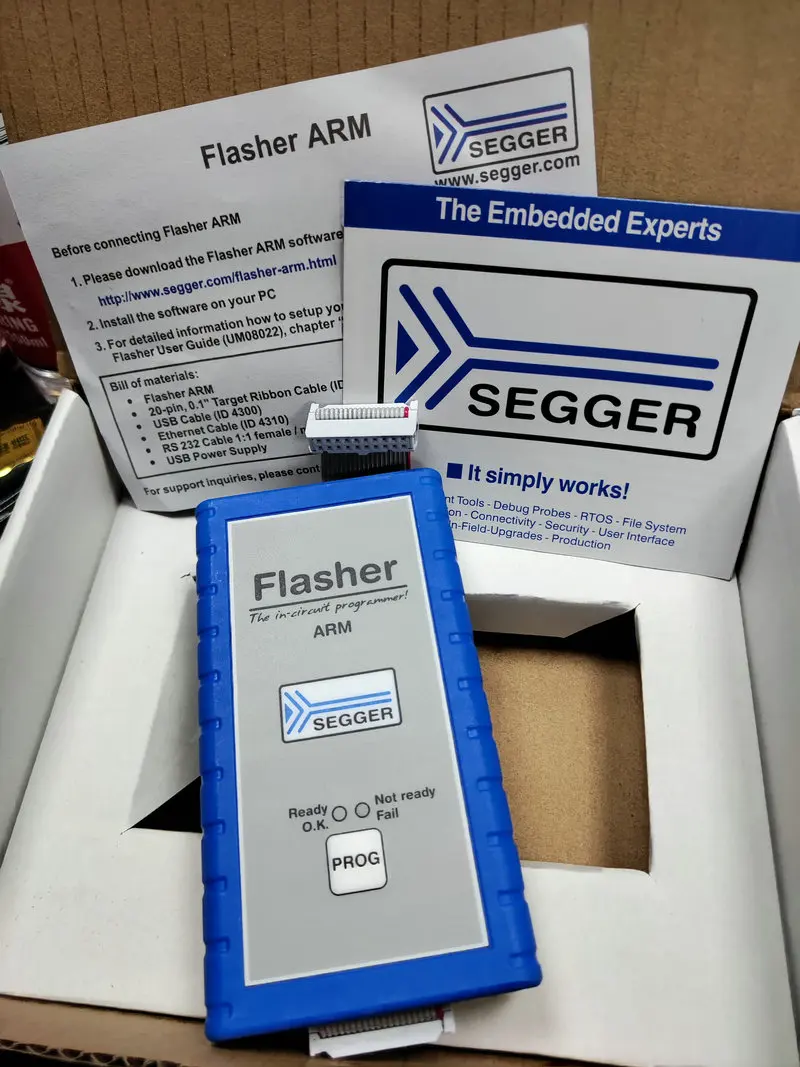 Flasher ARM
SEGGER
www.segger.com
Before connecting Flasher ARM
1. Please download the Flasher ARM software
http://www.segger.com/flasher-arm.html
2. Install the software on your PC
3. For detailed information how to setup
Flasher User Guide (UM08022), chapter
Bill of materials:
• Flasher ARM
• 20-pin, 0.1" Target Ribbon Cable
• USB Cable (ID 4300)
• Ethernet Cable (ID 4310)
• RS 232 Cable 1:1 female /
• USB Power Supply
For support inquiries, please
The Embedded Experts
SEGGER
■ It simply works!
Tools - Debug Probes - RTOS - File System
- Connectivity - Security - User Interface
In-Field-Upgrades - Production
Flasher
The in-circuit programmer!
ARM
SEGGER
Ready Not ready
O.K. Fail
PROG